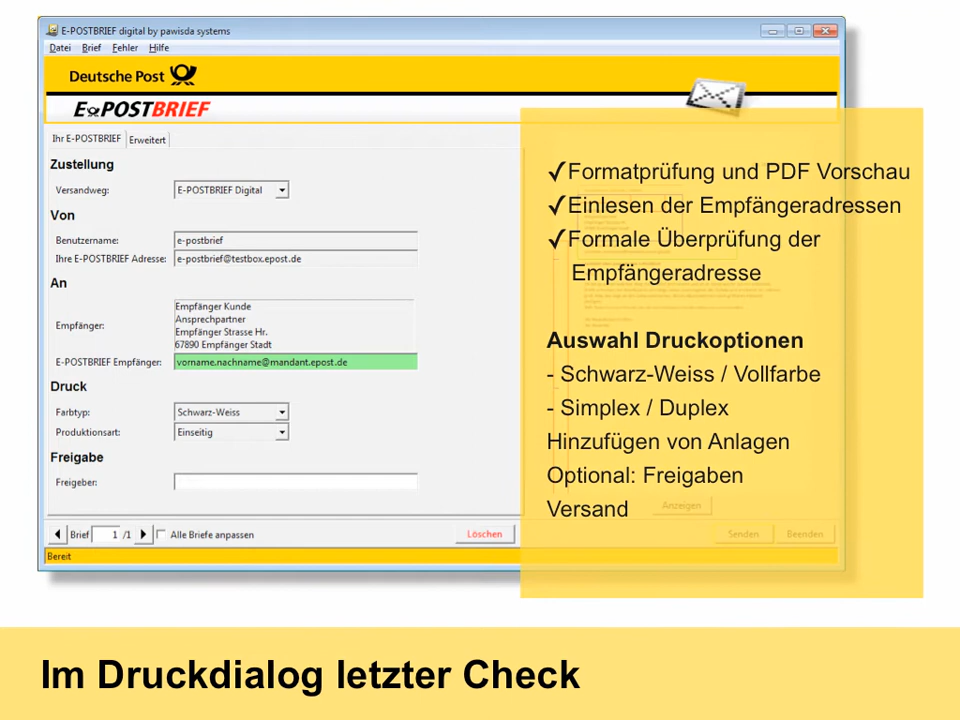 E-POSTBRIEF digital by pawisda systems
Datei Brief Fehler Hilfe
Deutsche Post
E-POSTBRIEF
Ihr E-POSTBRIEF Erweitert
Zustellung
Versandweg: E-POSTBRIEF Digital
Von
Benutzername: e-postbrief
Ihre E-POSTBRIEF Adresse: e-postbrief@testbox.epost.de
An
Empfänger:
Empfänger Kunde
Ansprechpartner
Empfänger Strasse Hr.
67890 Empfänger Stadt
E-POSTBRIEF Empfänger: vorname.nachname@mandant.epost.de
Druck
Farbtyp: Schwarz-Weiss
Produktionsart: Einseitig
Freigabe
Freigeber:
Brief 1 /1 Alle Briefe anpassen Löschen
Bereit
✓Formatprüfung und PDF Vorschau
✓Einlesen der Empfängeradressen
✓Formale Überprüfung der
Empfängeradresse
Auswahl Druckoptionen
- Schwarz-Weiss / Vollfarbe
- Simplex / Duplex
Hinzufügen von Anlagen
Optional: Freigaben
Versand
Anzeigen
Senden Beenden
Im Druckdialog letzter Check